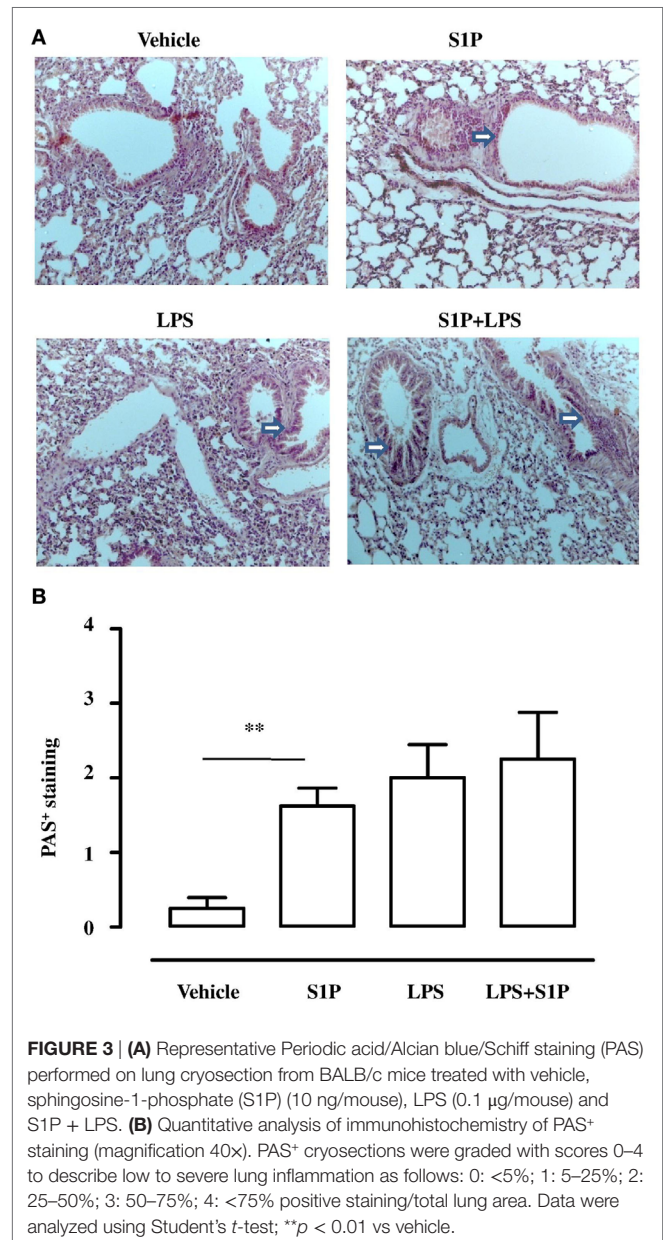 A
Vehicle
S1P
LPS
S1P+LPS
B
4
3
2
1
0
PAS⁺ staining
**
Vehicle
S1P
LPS
LPS+S1P
FIGURE 3 | (A) Representative Periodic acid/Alcian blue/Schiff staining (PAS)
performed on lung cryosection from BALB/c mice treated with vehicle,
sphingosine-1-phosphate (S1P) (10 ng/mouse), LPS (0.1 μg/mouse) and
S1P + LPS. (B) Quantitative analysis of immunohistochemistry of PAS⁺
staining (magnification 40×). PAS⁺ cryosections were graded with scores 0–4
to describe low to severe lung inflammation as follows: 0: <5%; 1: 5–25%; 2:
25–50%; 3: 50–75%; 4: <75% positive staining/total lung area. Data were
analyzed using Student's t-test; **p < 0.01 vs vehicle.